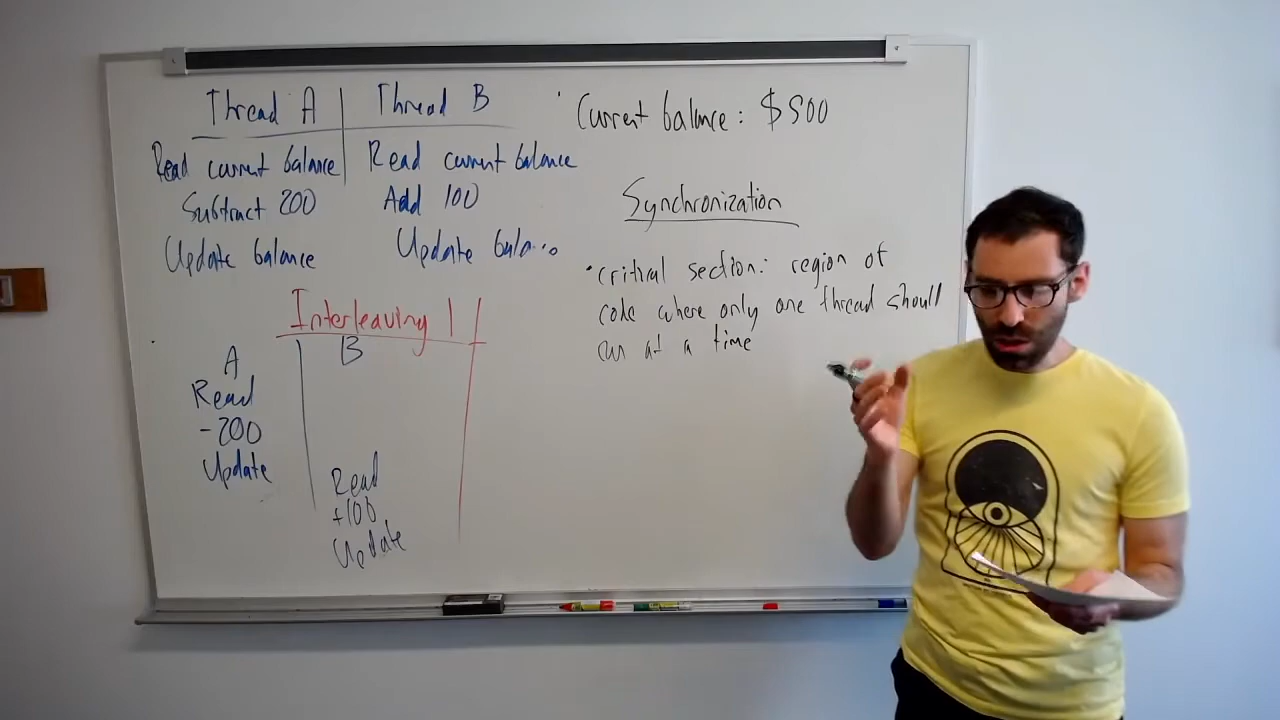 Thread A Thread B
Read current balance Read current balance
Subtract 200 Add 100
Update balance Update bala...
Interleaving 1
A B
Read
-200
Update
Read
+100
Update
Current balance: $500
Synchronization
• critical section: region of
code where only one thread should
run at a time